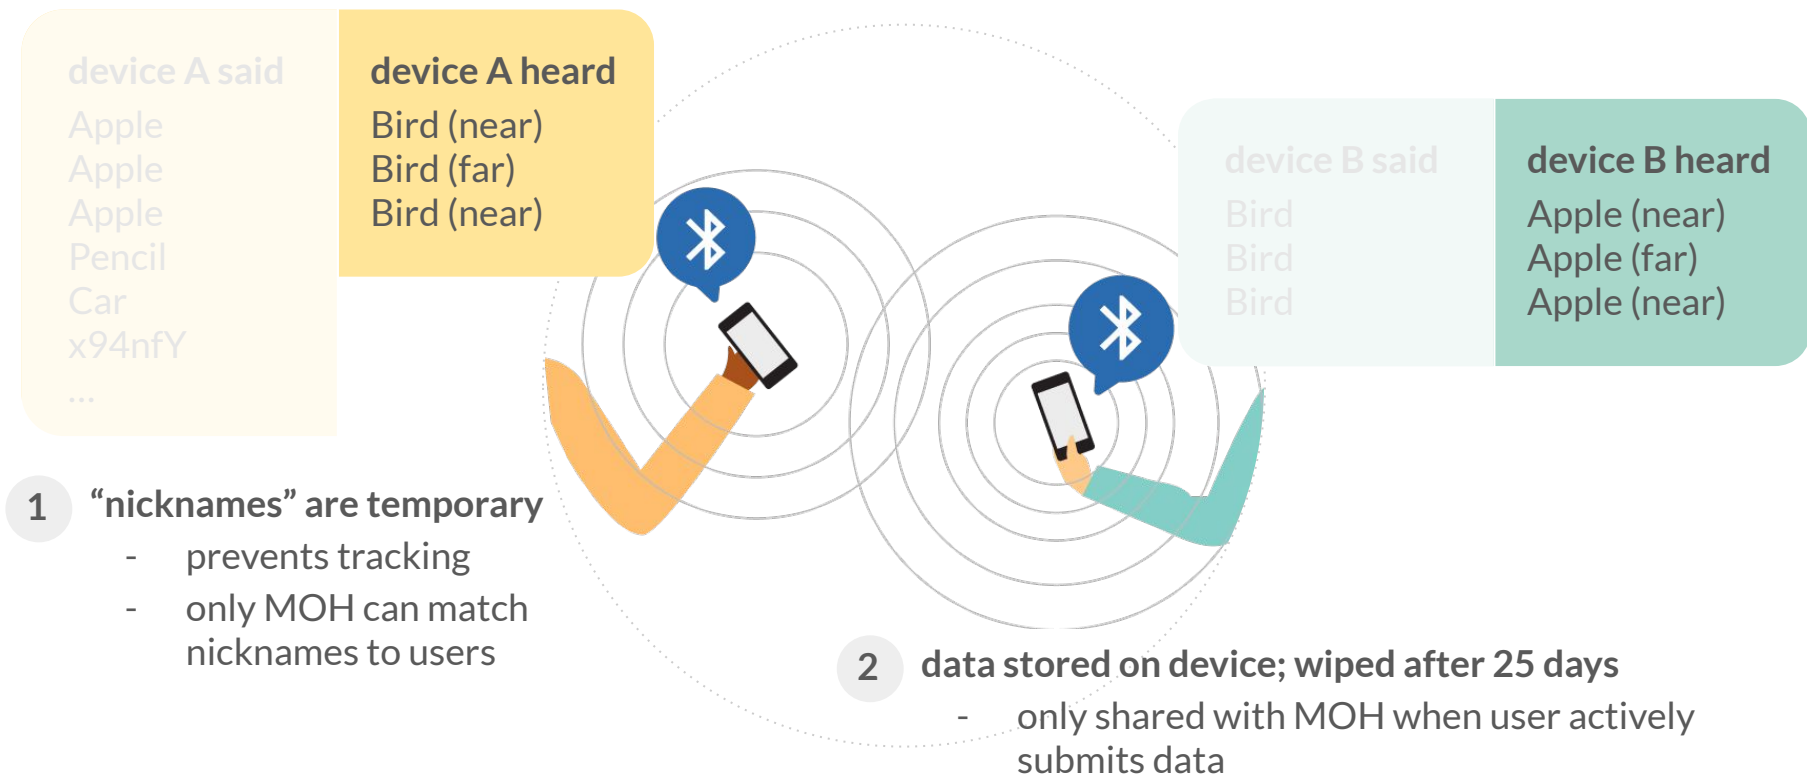 device A said
Apple
Apple
Apple
Pencil
Car
x94nfY
...
device A heard
Bird (near)
Bird (far)
Bird (near)
device B said
Bird
Bird
Bird
device B heard
Apple (near)
Apple (far)
Apple (near)
1 “nicknames” are temporary
- prevents tracking
- only MOH can match
nicknames to users
2 data stored on device; wiped after 25 days
- only shared with MOH when user actively
submits data